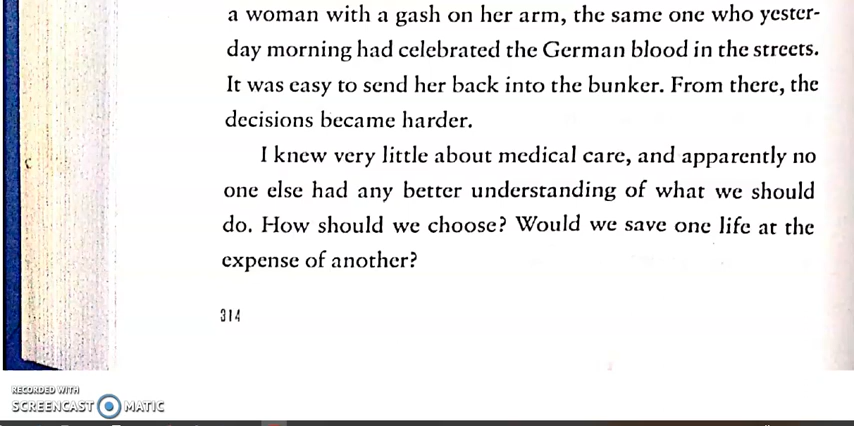 a woman with a gash on her arm, the same one who yester-
day morning had celebrated the German blood in the streets.
It was easy to send her back into the bunker. From there, the
decisions became harder.
I knew very little about medical care, and apparently no
one else had any better understanding of what we should
do. How should we choose? Would we save one life at the
expense of another?
314
RECORDED WITH
SCREENCAST MATIC